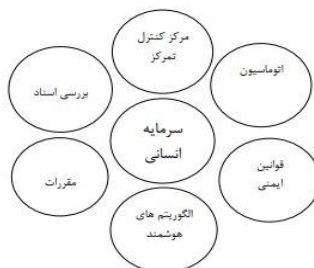 مرکز کنترل
تمرکز
اتوماسیون
بررسی اسناد
سرمایه
انسانی
قوانین
ایمنی
مقررات
الگوریتم های
هوشمند